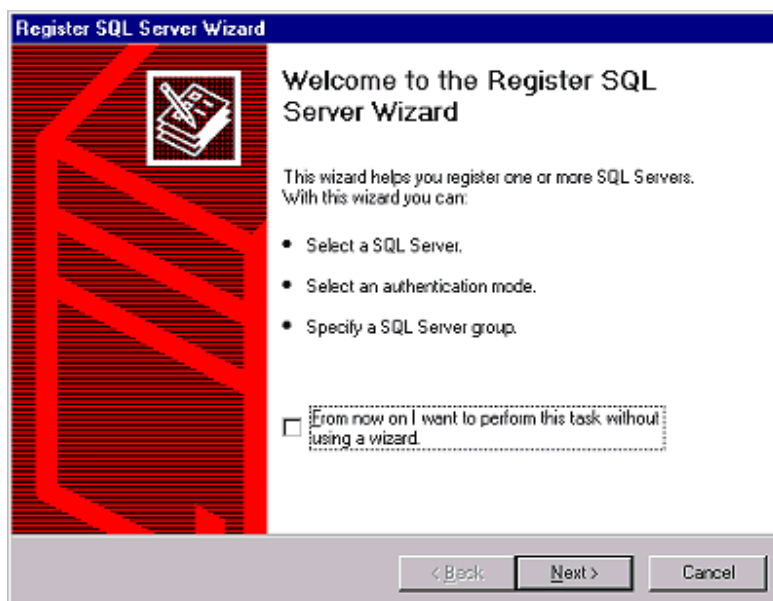 Register SQL Server Wizard
Welcome to the Register SQL
Server Wizard
This wizard helps you register one or more SQL Servers.
With this wizard you can:
• Select a SQL Server.
• Select an authentication mode.
• Specify a SQL Server group.
From now on I want to perform this task without
using a wizard.
< Back Next > Cancel